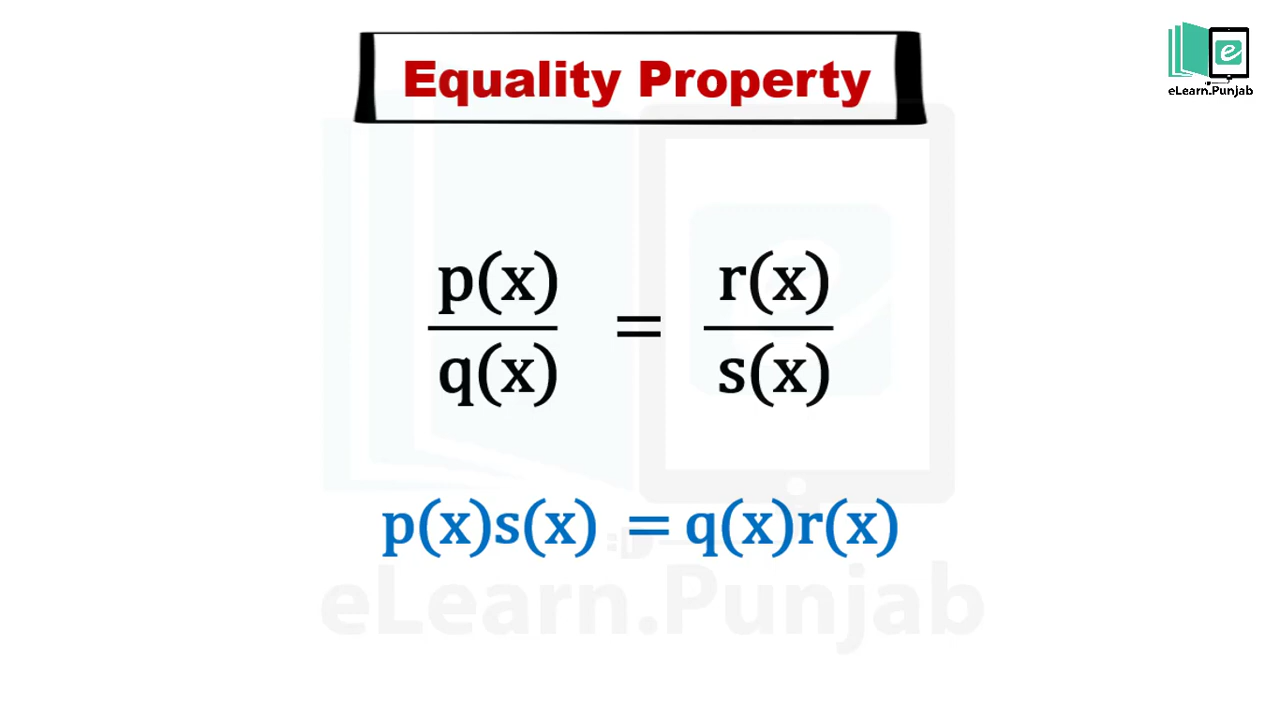 Equality Property
eLearn.Punjab
p(x) = r(x)
q(x) s(x)
p(x)s(x) = q(x)r(x)
eLearn.Punjab